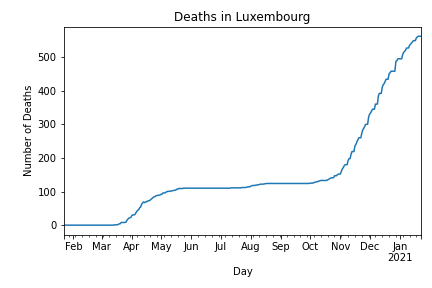 Deaths in Luxembourg
Number of Deaths
500
400
300
200
100
0
Feb Mar Apr May Jun Jul Aug Sep Oct Nov Dec Jan
2021
Day